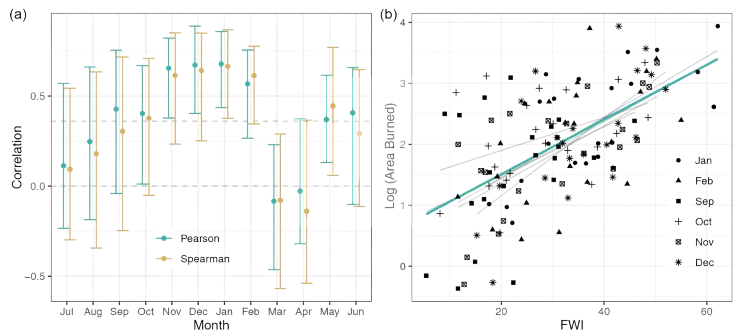 (a)
Correlation
0.5
0.0
−0.5
Pearson
Spearman
Jul Aug Sep Oct Nov Dec Jan Feb Mar Apr May Jun
Month
(b)
Log (Area Burned)
4
3
2
1
0
Jan
Feb
Sep
Oct
Nov
Dec
20 40 60
FWI